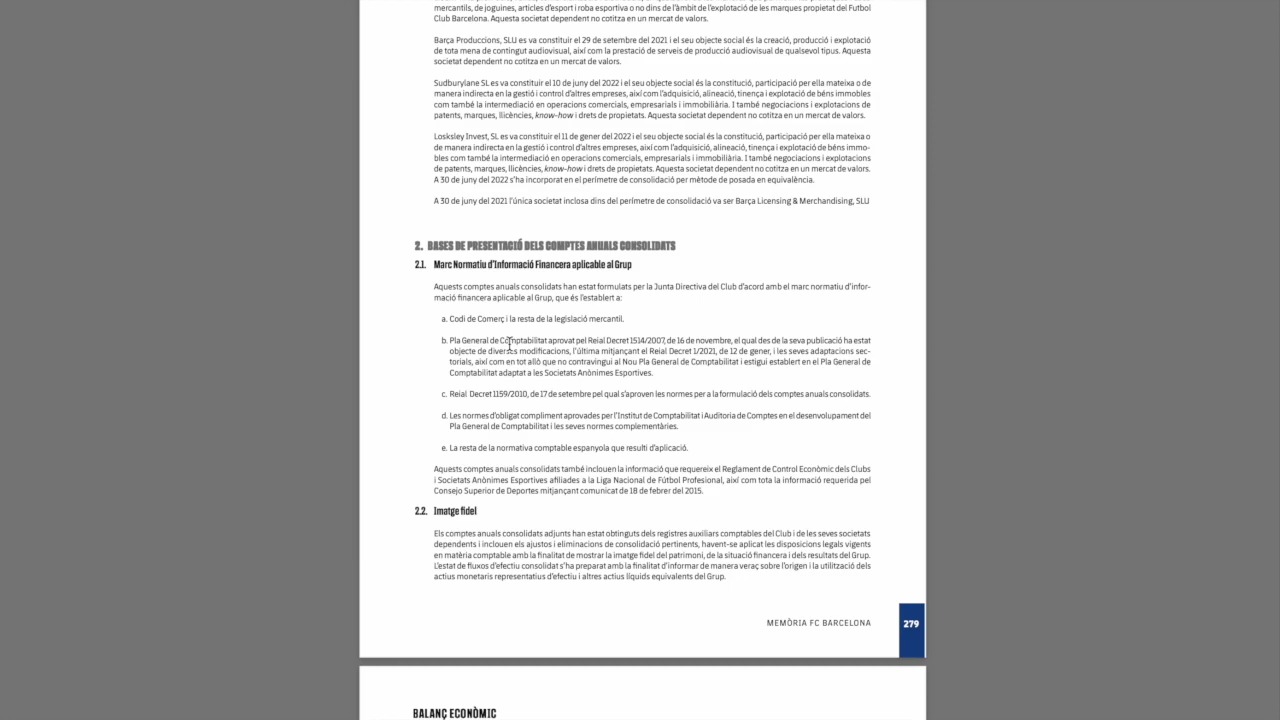 mercantils, de joguines, articles d'esport i roba esportiva o no dins de l'àmbit de l'explotació de les marques propietat del Futbol
Club Barcelona. Aquesta societat dependent no cotitza en un mercat de valors.
Barça Produccions, SLU es va constituir el 29 de setembre del 2021 i el seu objecte social és la creació, producció i explotació
de tota mena de contingut audiovisual, així com la prestació de serveis de producció audiovisual de qualsevol tipus. Aquesta
societat dependent no cotitza en un mercat de valors.
Sudburylane SL es va constituir el 10 de juny del 2022 i el seu objecte social és la constitució, participació per ella mateixa o de
manera indirecta en la gestió i control d'altres empreses, així com l'adquisició, alineació, tinença i explotació de béns immobles
com també la intermediació en operacions comercials, empresarials i immobiliària. I també negociacions i explotacions de
patents, marques, llicències, know-how i drets de propietats. Aquesta societat dependent no cotitza en un mercat de valors.
Losksley Invest, SL es va constituir el 11 de gener del 2022 i el seu objecte social és la constitució, participació per ella mateixa o
de manera indirecta en la gestió i control d'altres empreses, així com l'adquisició, alineació, tinença i explotació de béns immo-
bles com també la intermediació en operacions comercials, empresarials i immobiliària. I també negociacions i explotacions
de patents, marques, llicències, know-how i drets de propietats. Aquesta societat dependent no cotitza en un mercat de valors.
A 30 de juny del 2022 s'ha incorporat en el perímetre de consolidació per mètode de posada en equivalència.
A 30 de juny del 2021 l'única societat inclosa dins del perímetre de consolidació va ser Barça Licensing & Merchandising, SLU
2. BASES DE PRESENTACIÓ DELS COMPTES ANUALS CONSOLIDATS
2.1. Marc Normatiu d'Informació Financera aplicable al Grup
Aquests comptes anuals consolidats han estat formulats per la Junta Directiva del Club d'acord amb el marc normatiu d'infor-
mació financera aplicable al Grup, que és l'establert a:
a. Codi de Comerç i la resta de la legislació mercantil.
b. Pla General de Comptabilitat aprovat pel Reial Decret 1514/2007, de 16 de novembre, el qual des de la seva publicació ha estat
objecte de diverses modificacions, l'última mitjançant el Reial Decret 1/2021, de 12 de gener, i les seves adaptacions sec-
torials, així com en tot allò que no contravingui al Nou Pla General de Comptabilitat i estigui establert en el Pla General de
Comptabilitat adaptat a les Societats Anònimes Esportives.
c. Reial Decret 1159/2010, de 17 de setembre pel qual s'aproven les normes per a la formulació dels comptes anuals consolidats.
d. Les normes d'obligat compliment aprovades per l'Institut de Comptabilitat i Auditoria de Comptes en el desenvolupament del
Pla General de Comptabilitat i les seves normes complementàries.
e. La resta de la normativa comptable espanyola que resulti d'aplicació.
Aquests comptes anuals consolidats també inclouen la informació que requereix el Reglament de Control Econòmic dels Clubs
i Societats Anònimes Esportives afiliades a la Liga Nacional de Fútbol Profesional, així com tota la informació requerida pel
Consejo Superior de Deportes mitjançant comunicat de 18 de febrer del 2015.
2.2. Imatge fidel
Els comptes anuals consolidats adjunts han estat obtinguts dels registres auxiliars comptables del Club i de les seves societats
dependents i inclouen els ajustos i eliminacions de consolidació pertinents, havent-se aplicat les disposicions legals vigents
en matèria comptable amb la finalitat de mostrar la imatge fidel del patrimoni, de la situació financera i dels resultats del Grup.
L'estat de fluxos d'efectiu consolidat s'ha preparat amb la finalitat d'informar de manera veraç sobre l'origen i la utilització dels
actius monetaris representatius d'efectiu i altres actius líquids equivalents del Grup.
MEMÒRIA FC BARCELONA
279
BALANÇ ECONÒMIC